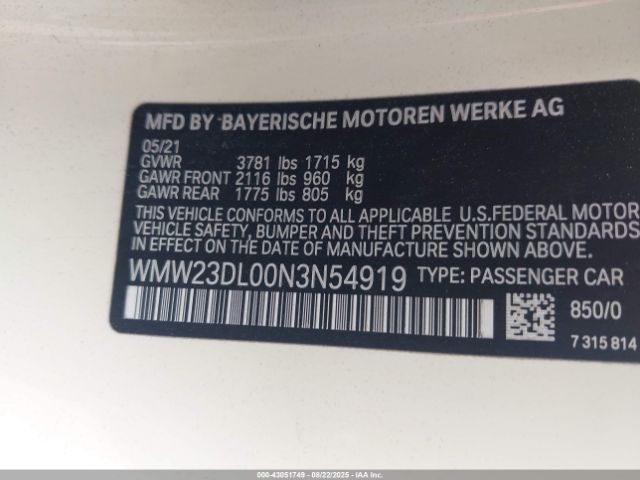 MFD BY BAYERISCHE MOTOREN WERKE AG
05/21
GVWR 3781 lbs 1715 kg
GAWR FRONT 2116 lbs 960 kg
GAWR REAR 1775 lbs 805 kg
THIS VEHICLE CONFORMS TO ALL APPLICABLE U.S.FEDERAL MOTOR
VEHICLE SAFETY, BUMPER AND THEFT PREVENTION STANDARDS
IN EFFECT ON THE DATE OF MANUFACTURE SHOWN ABOVE.
WMW23DL00N3N54919 TYPE: PASSENGER CAR
850/0
7 315 814
000-43051749 - 08/22/2025 - IAAI.com